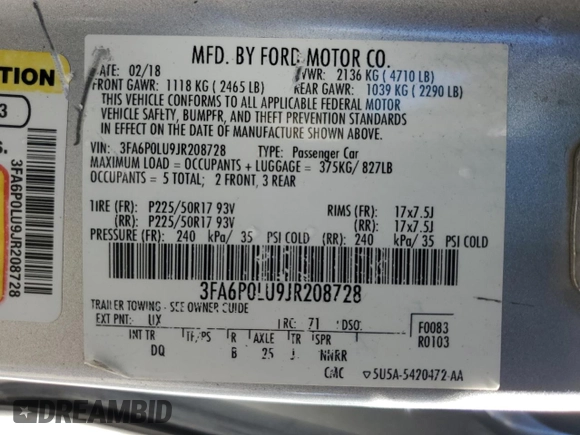 MFD. BY FORD MOTOR CO.
DATE: 02/18
GVWR: 2136 KG ( 4710 LB)
FRONT GAWR: 1118 KG ( 2465 LB)
REAR GAWR: 1039 KG ( 2290 LB)
THIS VEHICLE CONFORMS TO ALL APPLICABLE FEDERAL MOTOR
VEHICLE SAFETY, BUMPER, AND THEFT PREVENTION STANDARDS
IN EFFECT ON THE DATE OF MANUFACTURE SHOWN ABOVE.
VIN: 3FA6P0LU9JR208728 TYPE: Passenger Car
MAXIMUM LOAD = OCCUPANTS + LUGGAGE = 375KG/ 827LB
OCCUPANTS = 5 TOTAL; 2 FRONT, 3 REAR
TIRE (FR): P225/50R17 93V RIMS (FR): 17x7.5J
(RR): P225/50R17 93V (RR): 17x7.5J
PRESSURE (FR): 240 kPa/ 35 PSI COLD (RR): 240 kPa/ 35 PSI COLD
3FA6P0LU9JR208728
TRAILER TOWING - SEE OWNER GUIDE
EXT PNT: UX RC: 71 DSO: F0083
R0103
INT TR TP/PS R AXLE TR SPR
DQ B 25 J NNRR
CMC 5U5A-5420472-AA
TION
3
3FA6P0LU9JR208728
US.
DREAMBID